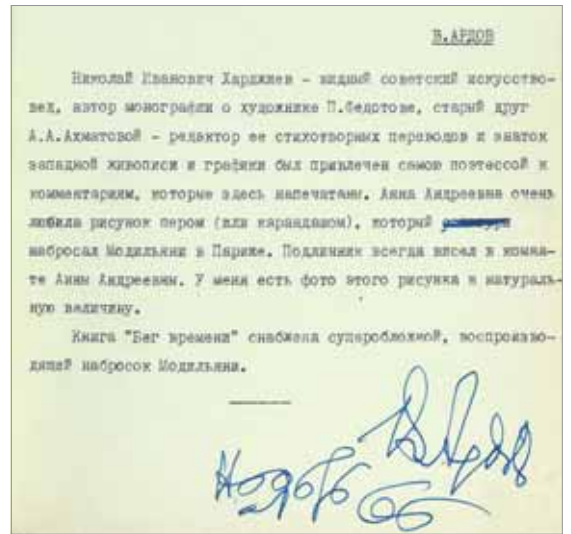 В.АРДОВ
Николай Иванович Харджиев - видный советский искусство-
вед, автор монографии о художнике П.Федотове, старый друг
А.А.Ахматовой - редактор ее стихотворных переводов и знаток
западной живописи и графики был привлечен самою поэтессой к
комментариям, которые здесь напечатаны. Анна Андреевна очень
любила рисунок пером (или карандашом), который
набросал Модильяни в Париже. Подлинник всегда висел в комна-
те Анны Андреевны. У меня есть фото этого рисунка в натураль-
ную величину.
Книга "Бег времени" снабжена суперобложкой, воспроизво-
дящей набросок Модильяни.
В Ардов
Ноябрь
66